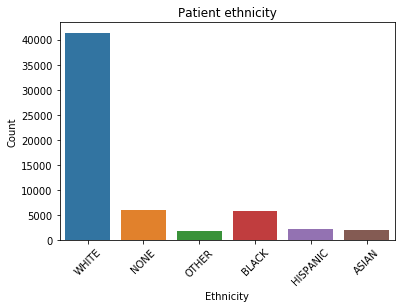 Patient ethnicity
40000
35000
30000
25000
20000
15000
10000
5000
0
Count
WHITE
NONE
OTHER
BLACK
HISPANIC
ASIAN
Ethnicity